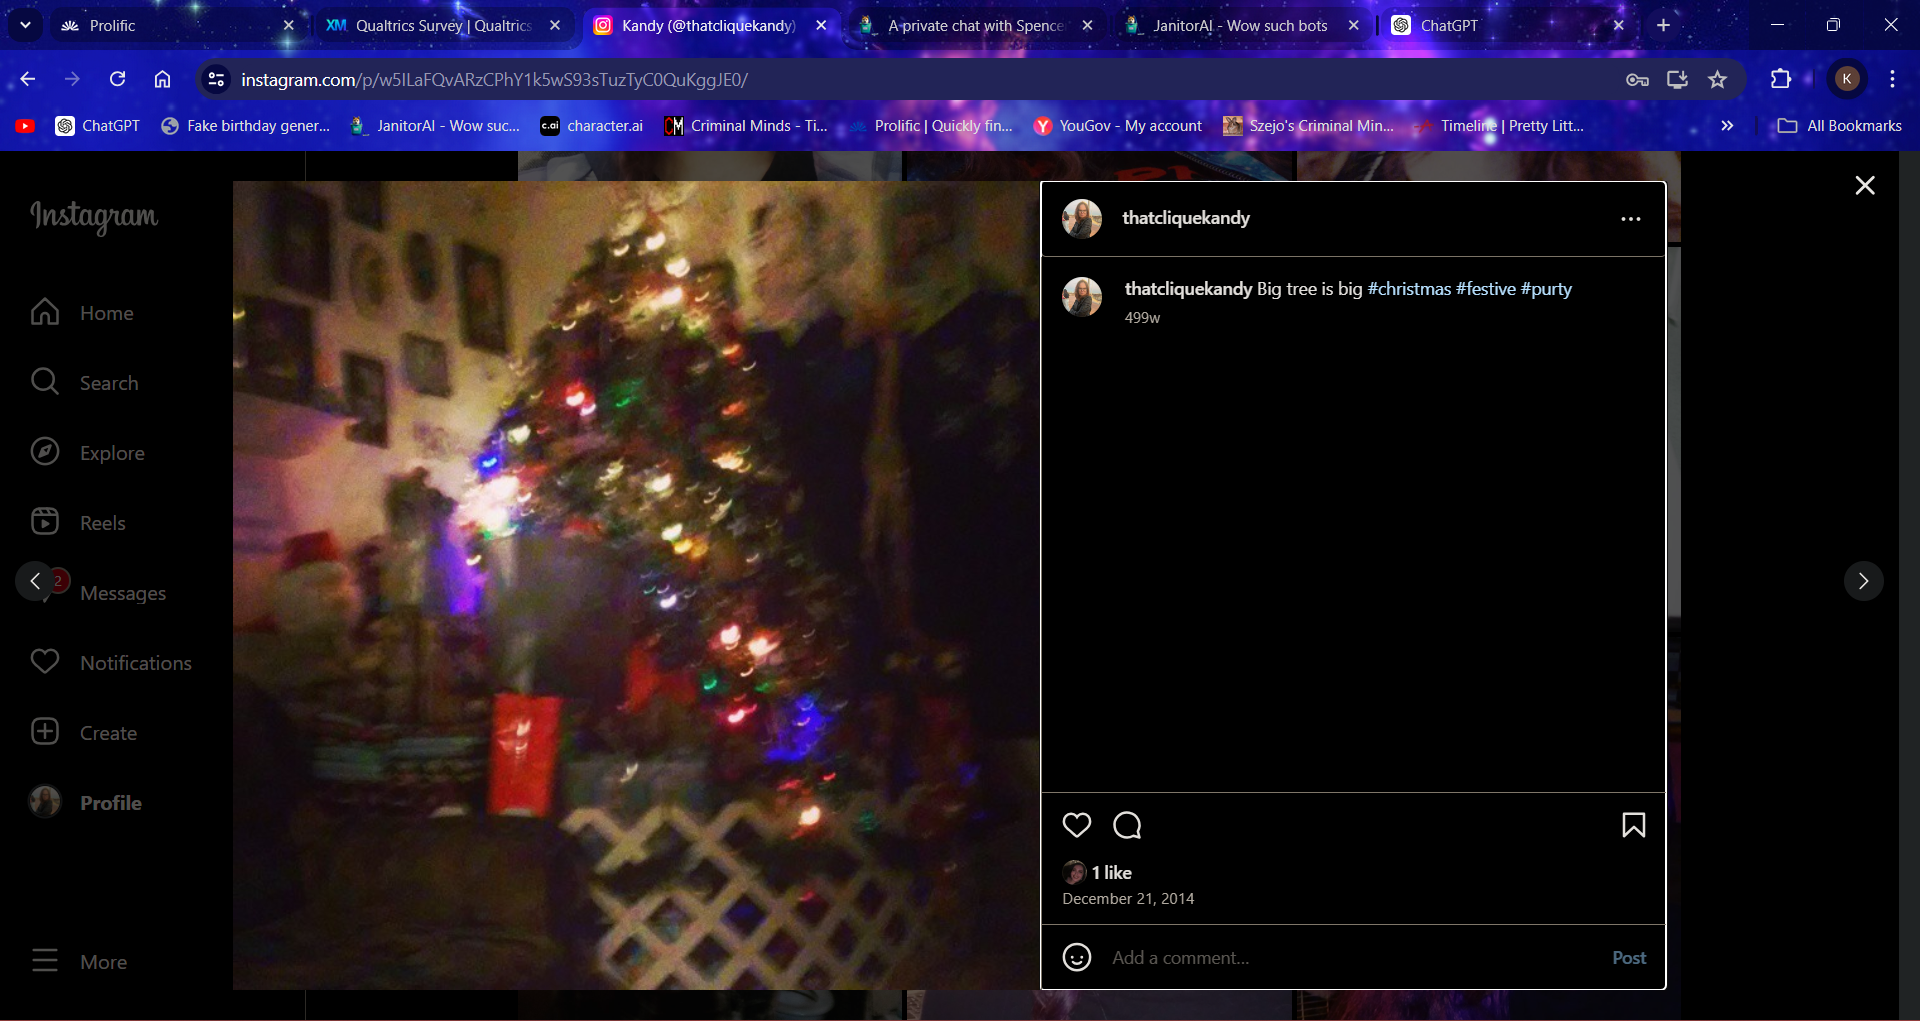 Prolific
Qualtrics Survey | Qualtrics
Kandy (@thatcliquekandy)
A private chat with Spence
JanitorAI - Wow such bots
ChatGPT
instagram.com/p/w5ILaFQvARzCPhY1k5wS93sTuzTyC0QuKggJE0/
K
ChatGPT
Fake birthday gener...
JanitorAI - Wow suc...
c.ai
character.ai
CM
Criminal Minds - Ti...
Prolific | Quickly fin...
Y
YouGov - My account
Szejo's Criminal Min...
Timeline | Pretty Litt...
All Bookmarks
Instagram
Home
Search
Explore
Reels
2
Messages
Notifications
Create
Profile
More
thatcliquekandy
thatcliquekandy Big tree is big #christmas #festive #purty
499w
1 like
December 21, 2014
Add a comment...
Post